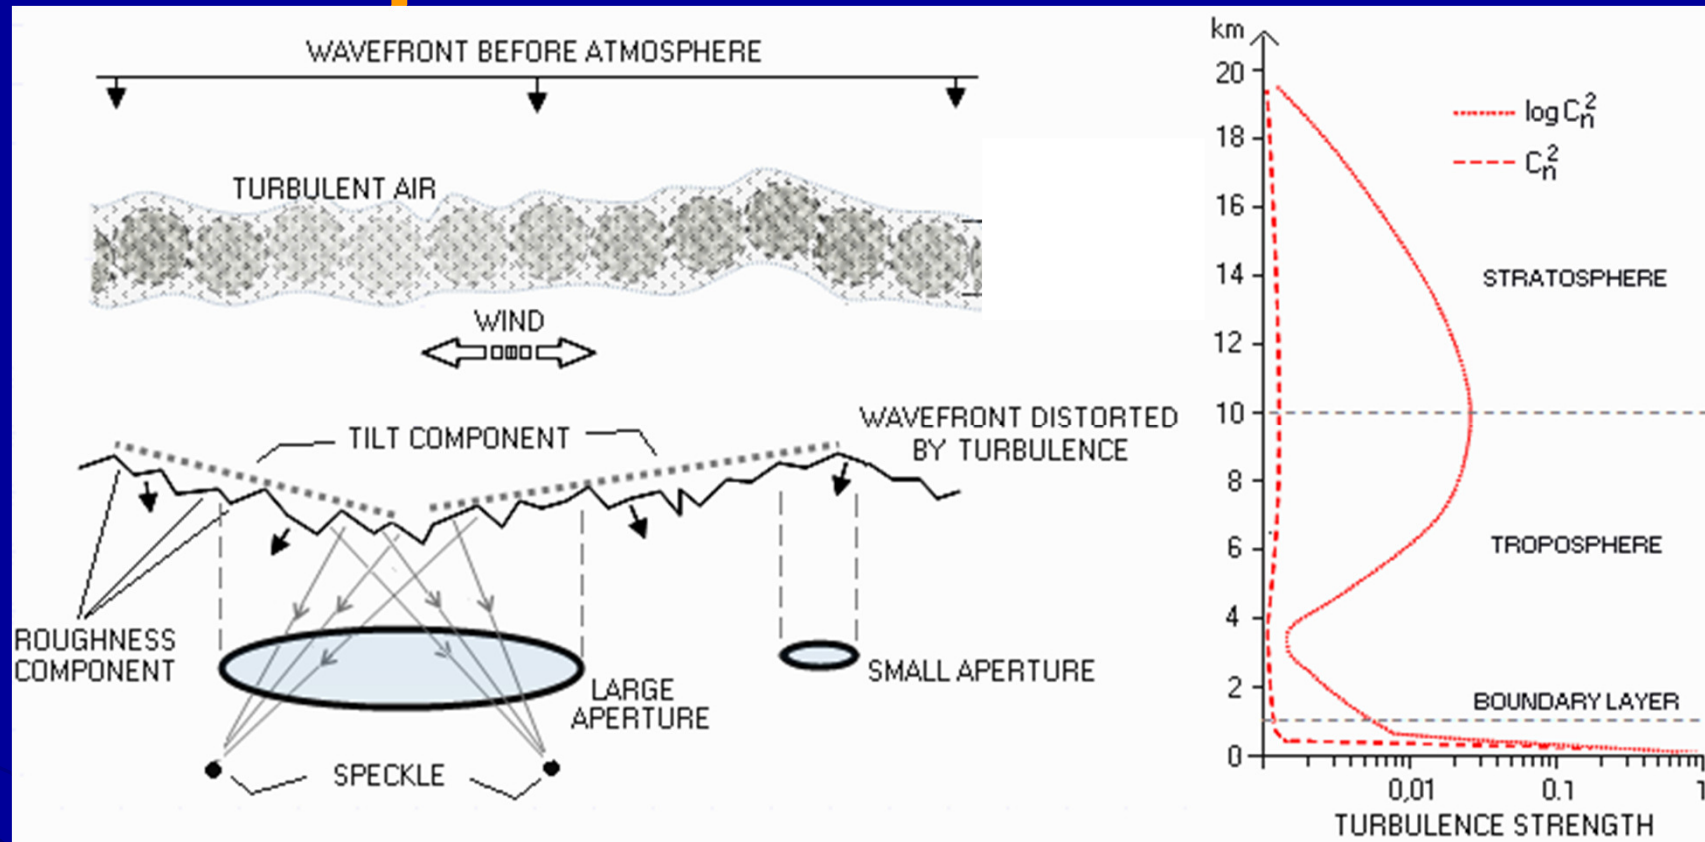 WAVEFRONT BEFORE ATMOSPHERE
TURBULENT AIR
WIND
TILT COMPONENT
WAVEFRONT DISTORTED
BY TURBULENCE
ROUGHNESS
COMPONENT
LARGE
APERTURE
SMALL APERTURE
SPECKLE
km
20
18
16
14
12
10
8
6
4
2
0
log Cn²
Cn²
STRATOSPHERE
TROPOSPHERE
BOUNDARY LAYER
0,01 0.1 1
TURBULENCE STRENGTH